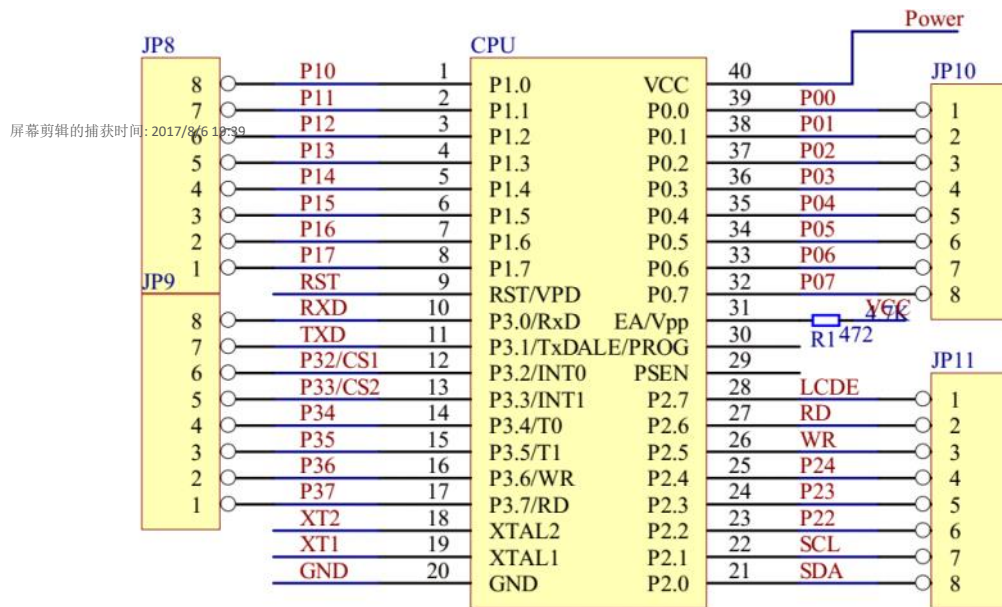 Power
JP8 CPU JP10
8 P10 1 P1.0 VCC 40
7 P11 2 P1.1 P0.0 39 P00 1
屏幕剪辑的捕获时间: 2017/8/6 19:39
6 P12 3 P1.2 P0.1 38 P01 2
5 P13 4 P1.3 P0.2 37 P02 3
4 P14 5 P1.4 P0.3 36 P03 4
3 P15 6 P1.5 P0.4 35 P04 5
2 P16 7 P1.6 P0.5 34 P05 6
1 P17 8 P1.7 P0.6 33 P06 7
JP9
RST 9 RST/VPD P0.7 32 P07 8
8 RXD 10 P3.0/RxD EA/Vpp 31 R1 472 4.7K VCC
7 TXD 11 P3.1/TxD ALE/PROG 30
6 P32/CS1 12 P3.2/INT0 PSEN 29
JP11
5 P33/CS2 13 P3.3/INT1 P2.7 28 LCDE 1
4 P34 14 P3.4/T0 P2.6 27 RD 2
3 P35 15 P3.5/T1 P2.5 26 WR 3
2 P36 16 P3.6/WR P2.4 25 P24 4
1 P37 17 P3.7/RD P2.3 24 P23 5
XT2 18 XTAL2 P2.2 23 P22 6
XT1 19 XTAL1 P2.1 22 SCL 7
GND 20 GND P2.0 21 SDA 8